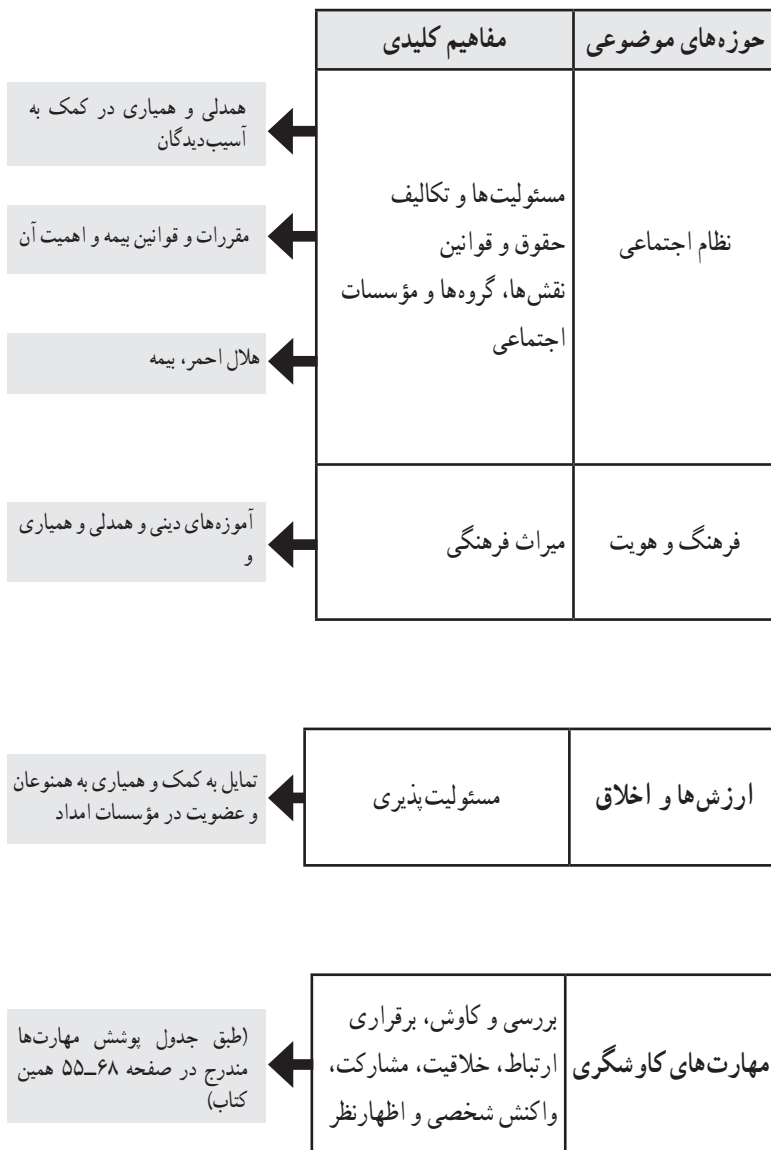 حوزه‌های موضوعی
مفاهیم کلیدی
نظام اجتماعی
مسئولیت‌ها و تکالیف
حقوق و قوانین
نقش‌ها، گروه‌ها و مؤسسات
اجتماعی
همدلی و همیاری در کمک به
آسیب‌دیدگان
مقررات و قوانین بیمه و اهمیت آن
هلال احمر، بیمه
فرهنگ و هویت
میراث فرهنگی
آموزه‌های دینی و همدلی و همیاری
و
ارزش‌ها و اخلاق
مسئولیت‌پذیری
تمایل به کمک و همیاری به همنوعان
و عضویت در مؤسسات امداد
مهارت‌های کاوشگری
بررسی و کاوش، برقراری
ارتباط، خلاقیت، مشارکت،
واکنش شخصی و اظهارنظر
(طبق جدول پوشش مهارت‌ها
مندرج در صفحه ۶۸ــ۵۵ همین
کتاب)